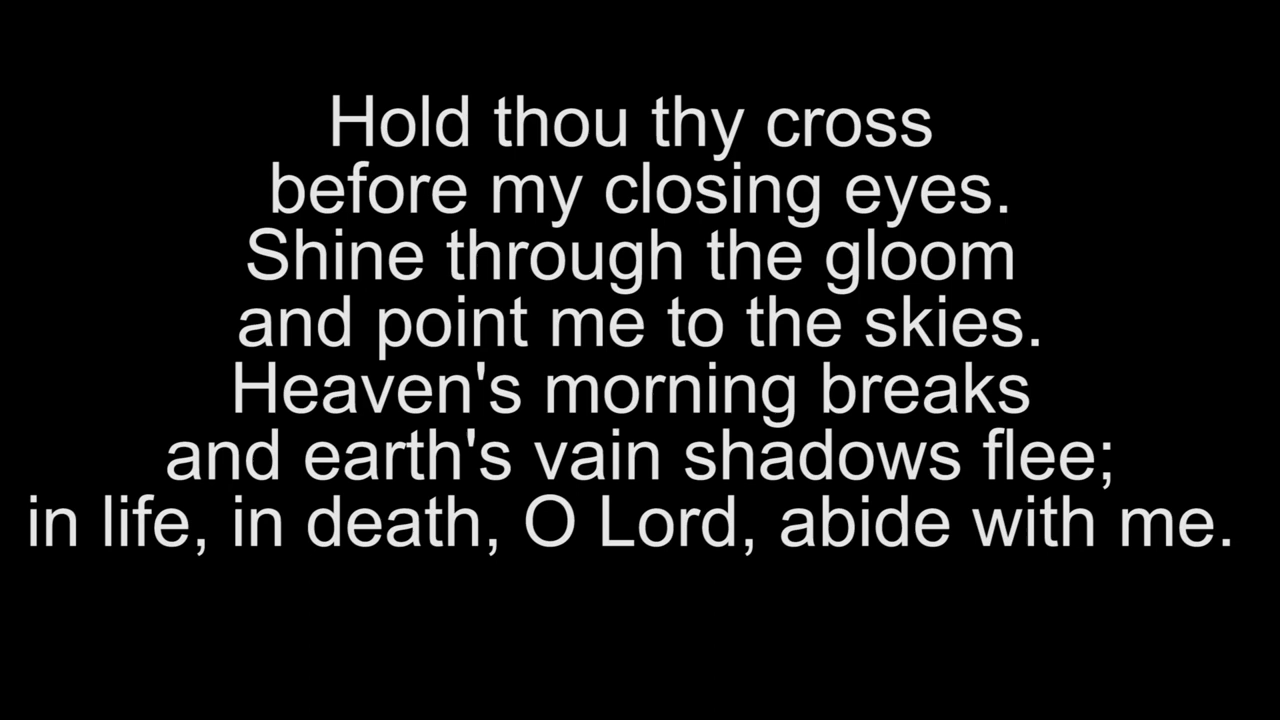 Hold thou thy cross
before my closing eyes.
Shine through the gloom
and point me to the skies.
Heaven's morning breaks
and earth's vain shadows flee;
in life, in death, O Lord, abide with me.